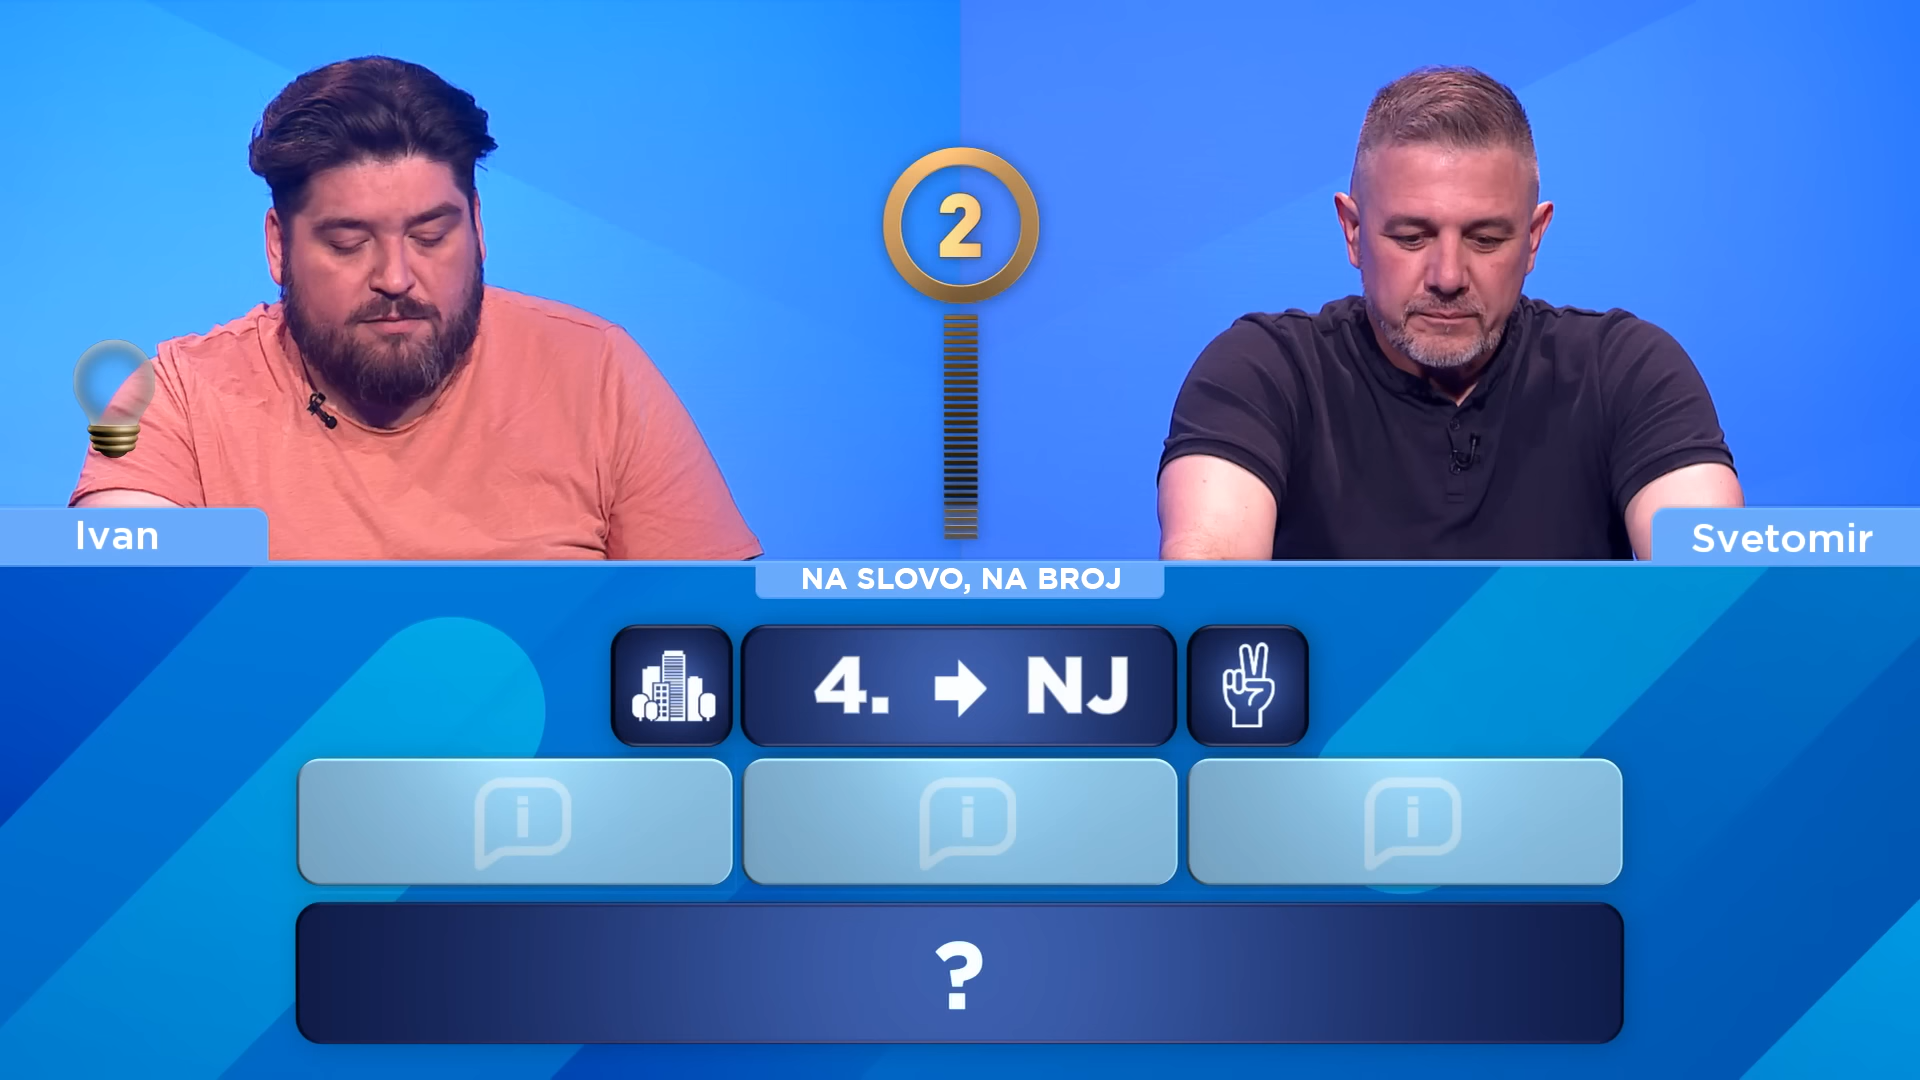 2
Ivan
Svetomir
NA SLOVO, NA BROJ
4. → NJ
i
i
i
?